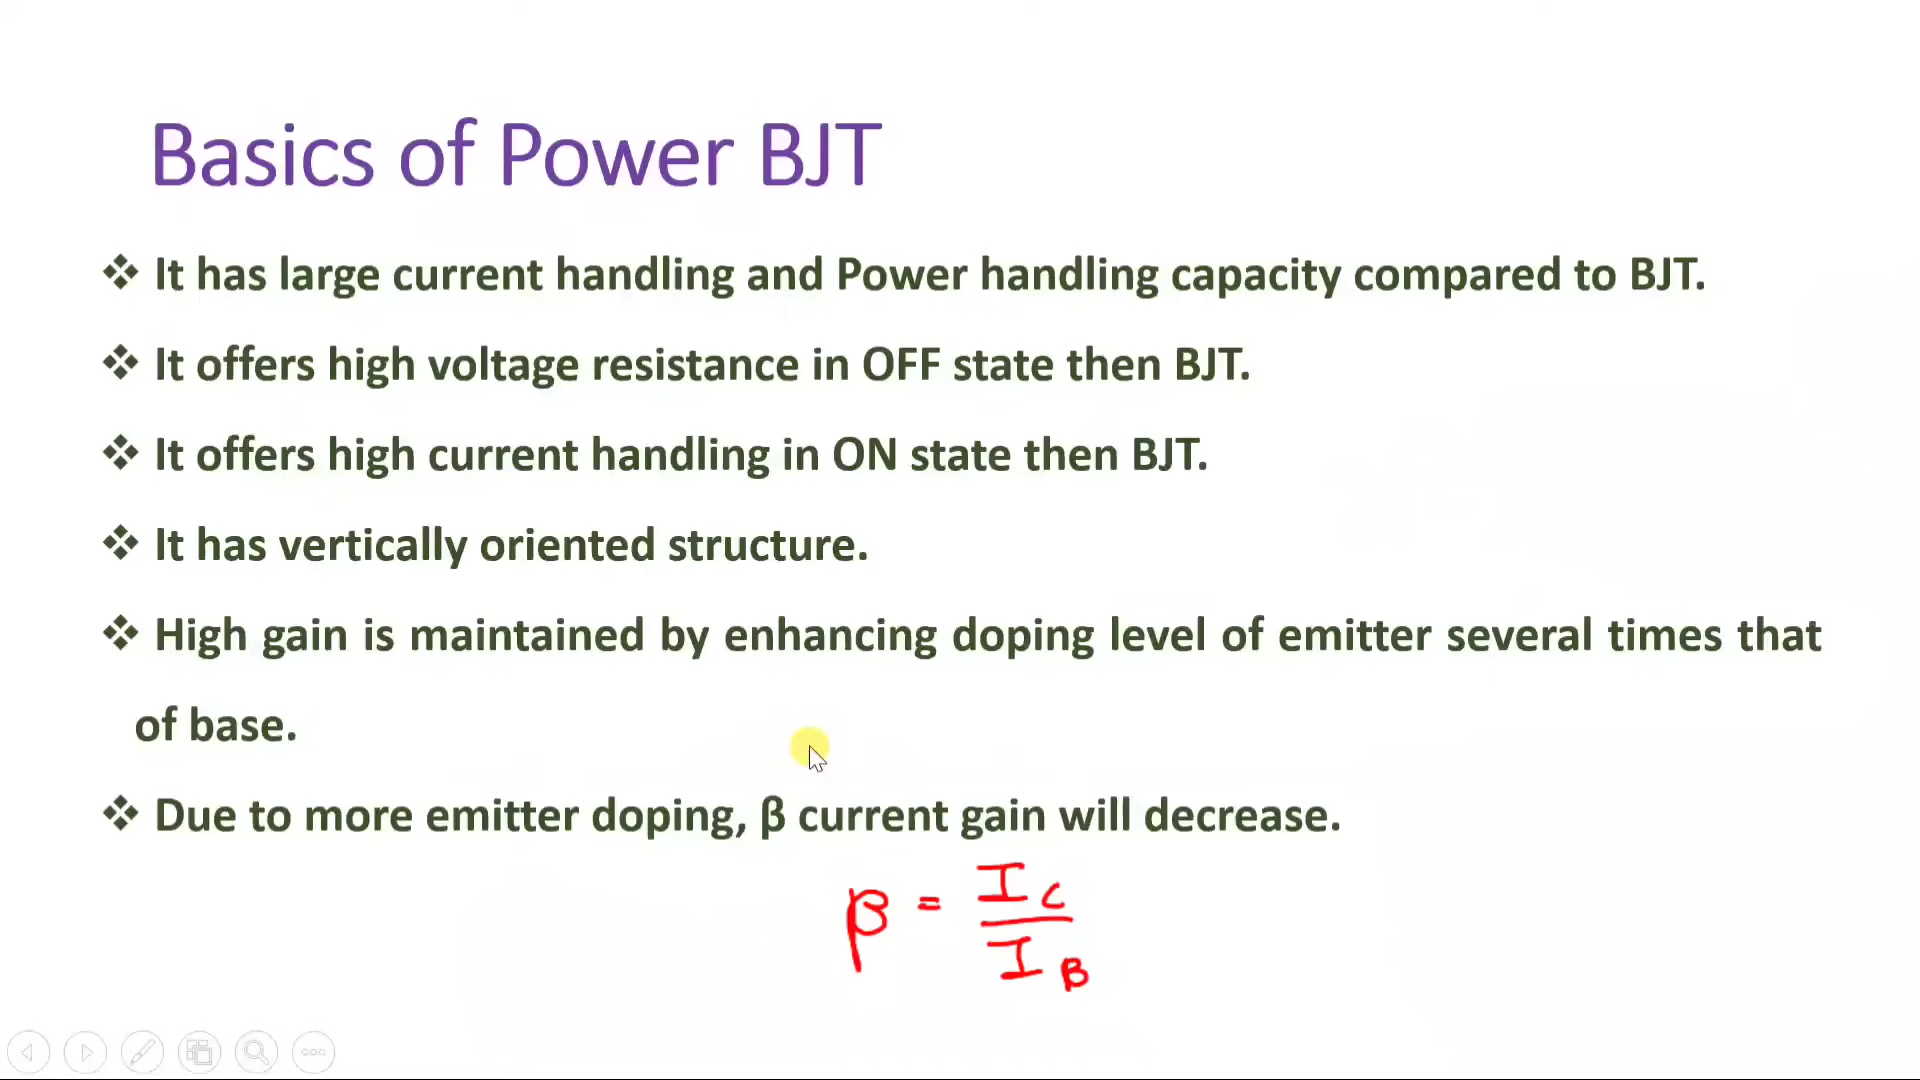 Basics of Power BJT
❖ It has large current handling and Power handling capacity compared to BJT.
❖ It offers high voltage resistance in OFF state then BJT.
❖ It offers high current handling in ON state then BJT.
❖ It has vertically oriented structure.
❖ High gain is maintained by enhancing doping level of emitter several times that
of base.
❖ Due to more emitter doping, β current gain will decrease.
β = I_C / I_B